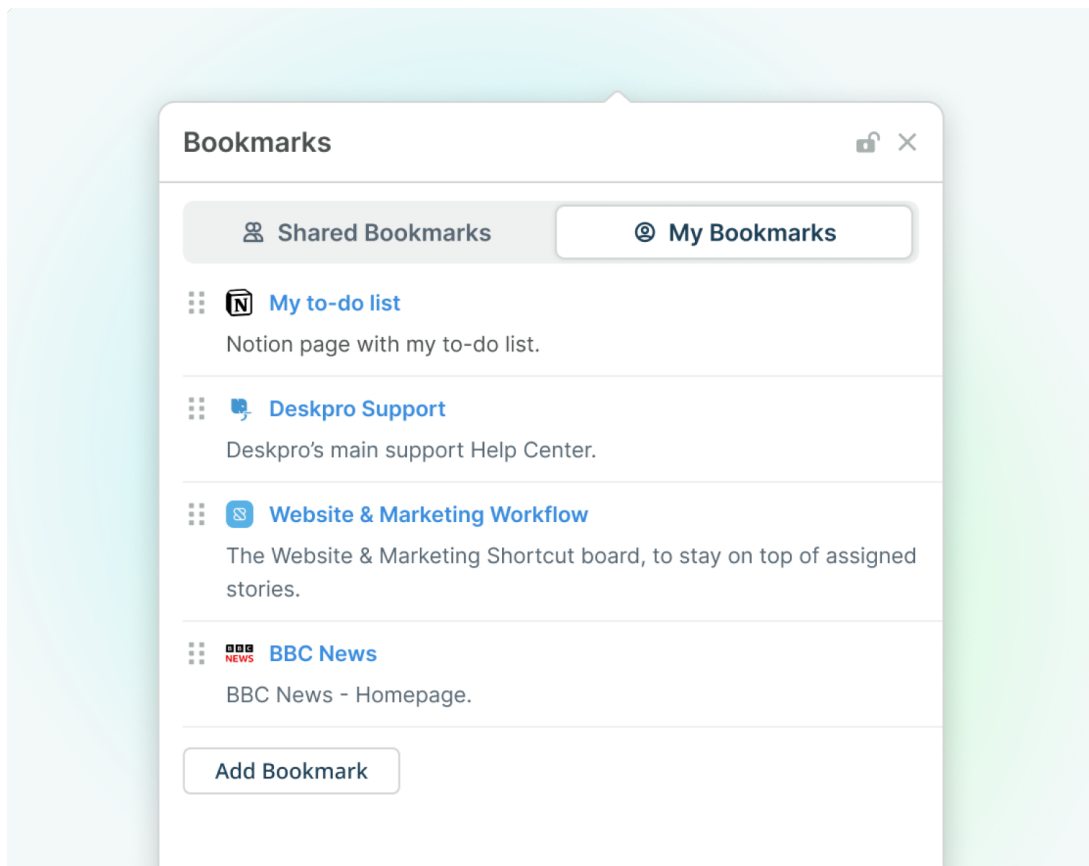 Bookmarks
Shared Bookmarks
My Bookmarks
N My to-do list
Notion page with my to-do list.
Deskpro Support
Deskpro’s main support Help Center.
Website & Marketing Workflow
The Website & Marketing Shortcut board, to stay on top of assigned
stories.
BBC
NEWS
BBC News
BBC News - Homepage.
Add Bookmark